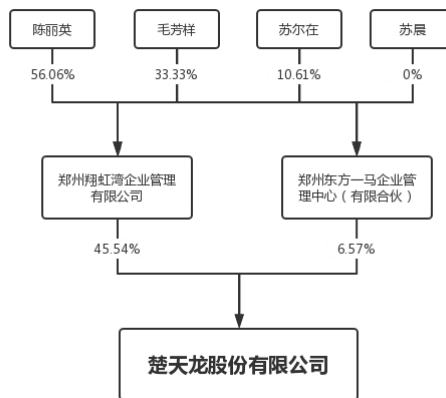 陈丽英
毛芳样
苏尔在
苏晨
56.06%
33.33%
10.61%
0%
郑州翔虹湾企业管理
有限公司
郑州东方一马企业管
理中心（有限合伙）
45.54%
6.57%
楚天龙股份有限公司